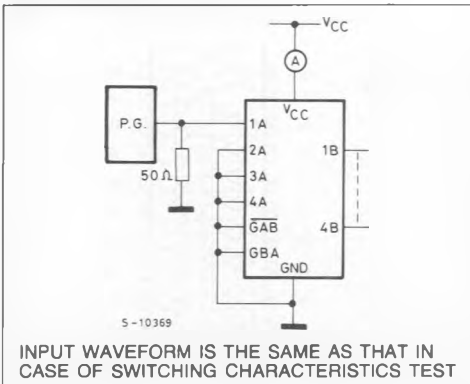 VCC
A
VCC
P.G.
1A
1B
2A
50Ω
3A
4A
4B
GAB
GBA
GND
S-10369
INPUT WAVEFORM IS THE SAME AS THAT IN
CASE OF SWITCHING CHARACTERISTICS TEST